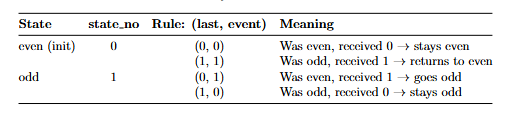 State state_no Rule: (last, event) Meaning
even (init) 0 (0, 0) Was even, received 0 → stays even
(1, 1) Was odd, received 1 → returns to even
odd 1 (0, 1) Was even, received 1 → goes odd
(1, 0) Was odd, received 0 → stays odd